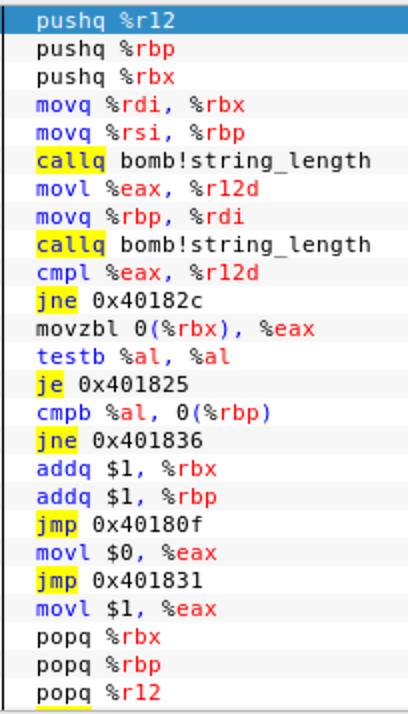 pushq %r12
pushq %rbp
pushq %rbx
movq %rdi, %rbx
movq %rsi, %rbp
callq bomb!string_length
movl %eax, %r12d
movq %rbp, %rdi
callq bomb!string_length
cmpl %eax, %r12d
jne 0x40182c
movzbl 0(%rbx), %eax
testb %al, %al
je 0x401825
cmpb %al, 0(%rbp)
jne 0x401836
addq $1, %rbx
addq $1, %rbp
jmp 0x40180f
movl $0, %eax
jmp 0x401831
movl $1, %eax
popq %rbx
popq %rbp
popq %r12